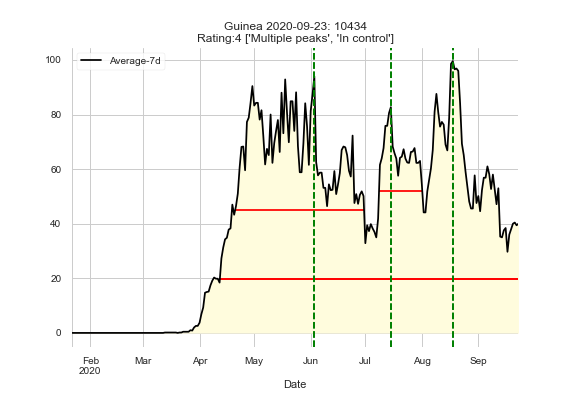 Guinea 2020-09-23: 10434
Rating:4 ['Multiple peaks', 'In control']
Average-7d
100
80
60
40
20
0
Feb Mar Apr May Jun Jul Aug Sep
2020
Date